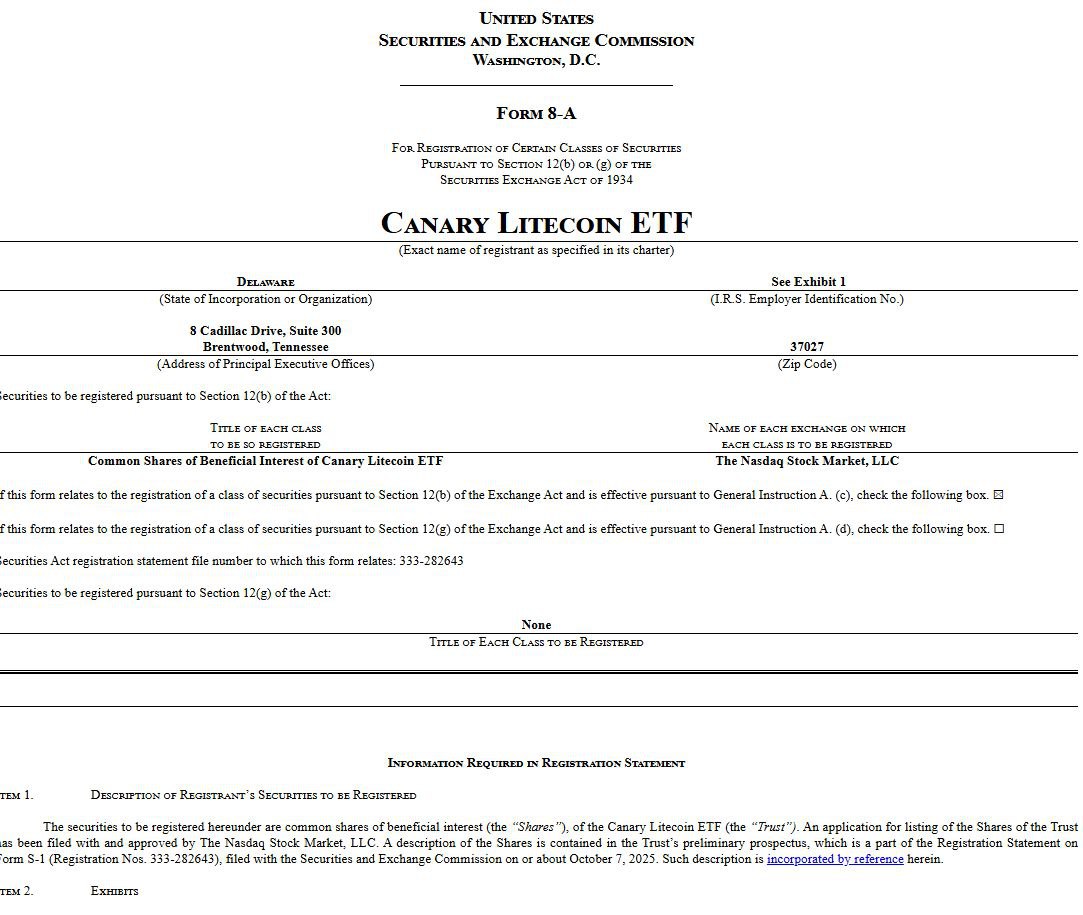 UNITED STATES
SECURITIES AND EXCHANGE COMMISSION
WASHINGTON, D.C.
FORM 8-A
FOR REGISTRATION OF CERTAIN CLASSES OF SECURITIES
PURSUANT TO SECTION 12(b) OR (g) OF THE
SECURITIES EXCHANGE ACT OF 1934
CANARY LITECOIN ETF
(Exact name of registrant as specified in its charter)
DELAWARE See Exhibit 1
(State of Incorporation or Organization) (I.R.S. Employer Identification No.)
8 Cadillac Drive, Suite 300
Brentwood, Tennessee 37027
(Address of Principal Executive Offices) (Zip Code)
Securities to be registered pursuant to Section 12(b) of the Act:
TITLE OF EACH CLASS NAME OF EACH EXCHANGE ON WHICH
TO BE SO REGISTERED EACH CLASS IS TO BE REGISTERED
Common Shares of Beneficial Interest of Canary Litecoin ETF The Nasdaq Stock Market, LLC
f this form relates to the registration of a class of securities pursuant to Section 12(b) of the Exchange Act and is effective pursuant to General Instruction A. (c), check the following box. ☒
f this form relates to the registration of a class of securities pursuant to Section 12(g) of the Exchange Act and is effective pursuant to General Instruction A. (d), check the following box. ☐
Securities Act registration statement file number to which this form relates: 333-282643
Securities to be registered pursuant to Section 12(g) of the Act:
None
TITLE OF EACH CLASS TO BE REGISTERED
INFORMATION REQUIRED IN REGISTRATION STATEMENT
TEM 1. DESCRIPTION OF REGISTRANT'S SECURITIES TO BE REGISTERED
The securities to be registered hereunder are common shares of beneficial interest (the "Shares"), of the Canary Litecoin ETF (the "Trust"). An application for listing of the Shares of the Trust
has been filed with and approved by The Nasdaq Stock Market, LLC. A description of the Shares is contained in the Trust's preliminary prospectus, which is a part of the Registration Statement on
Form S-1 (Registration Nos. 333-282643), filed with the Securities and Exchange Commission on or about October 7, 2025. Such description is incorporated by reference herein.
TEM 2. EXHIBITS